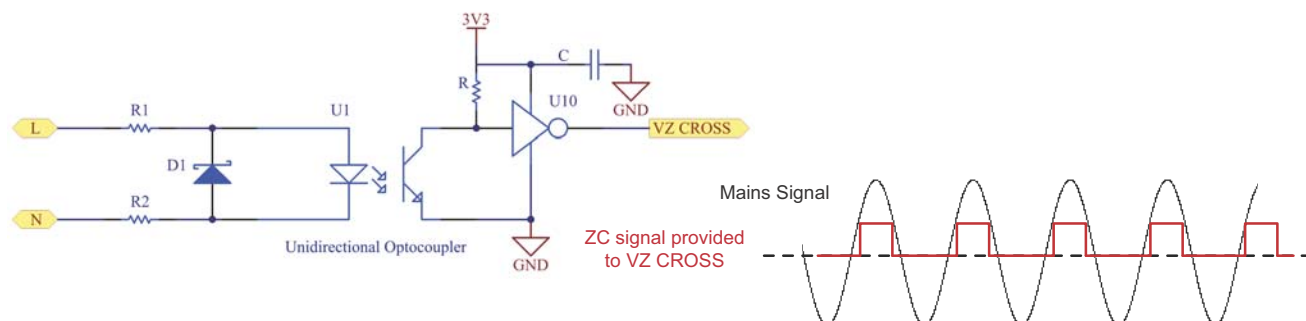 3V3
C
R
GND
U10
R1
U1
L
VZ CROSS
D1
R2
N
Unidirectional Optocoupler
GND
Mains Signal
ZC signal provided
to VZ CROSS